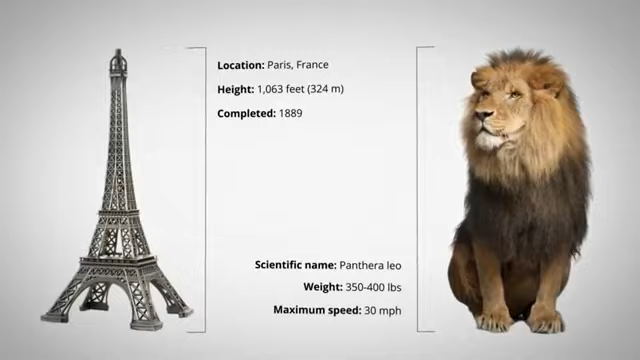 Location: Paris, France
Height: 1,063 feet (324 m)
Completed: 1889
Scientific name: Panthera leo
Weight: 350-400 lbs
Maximum speed: 30 mph